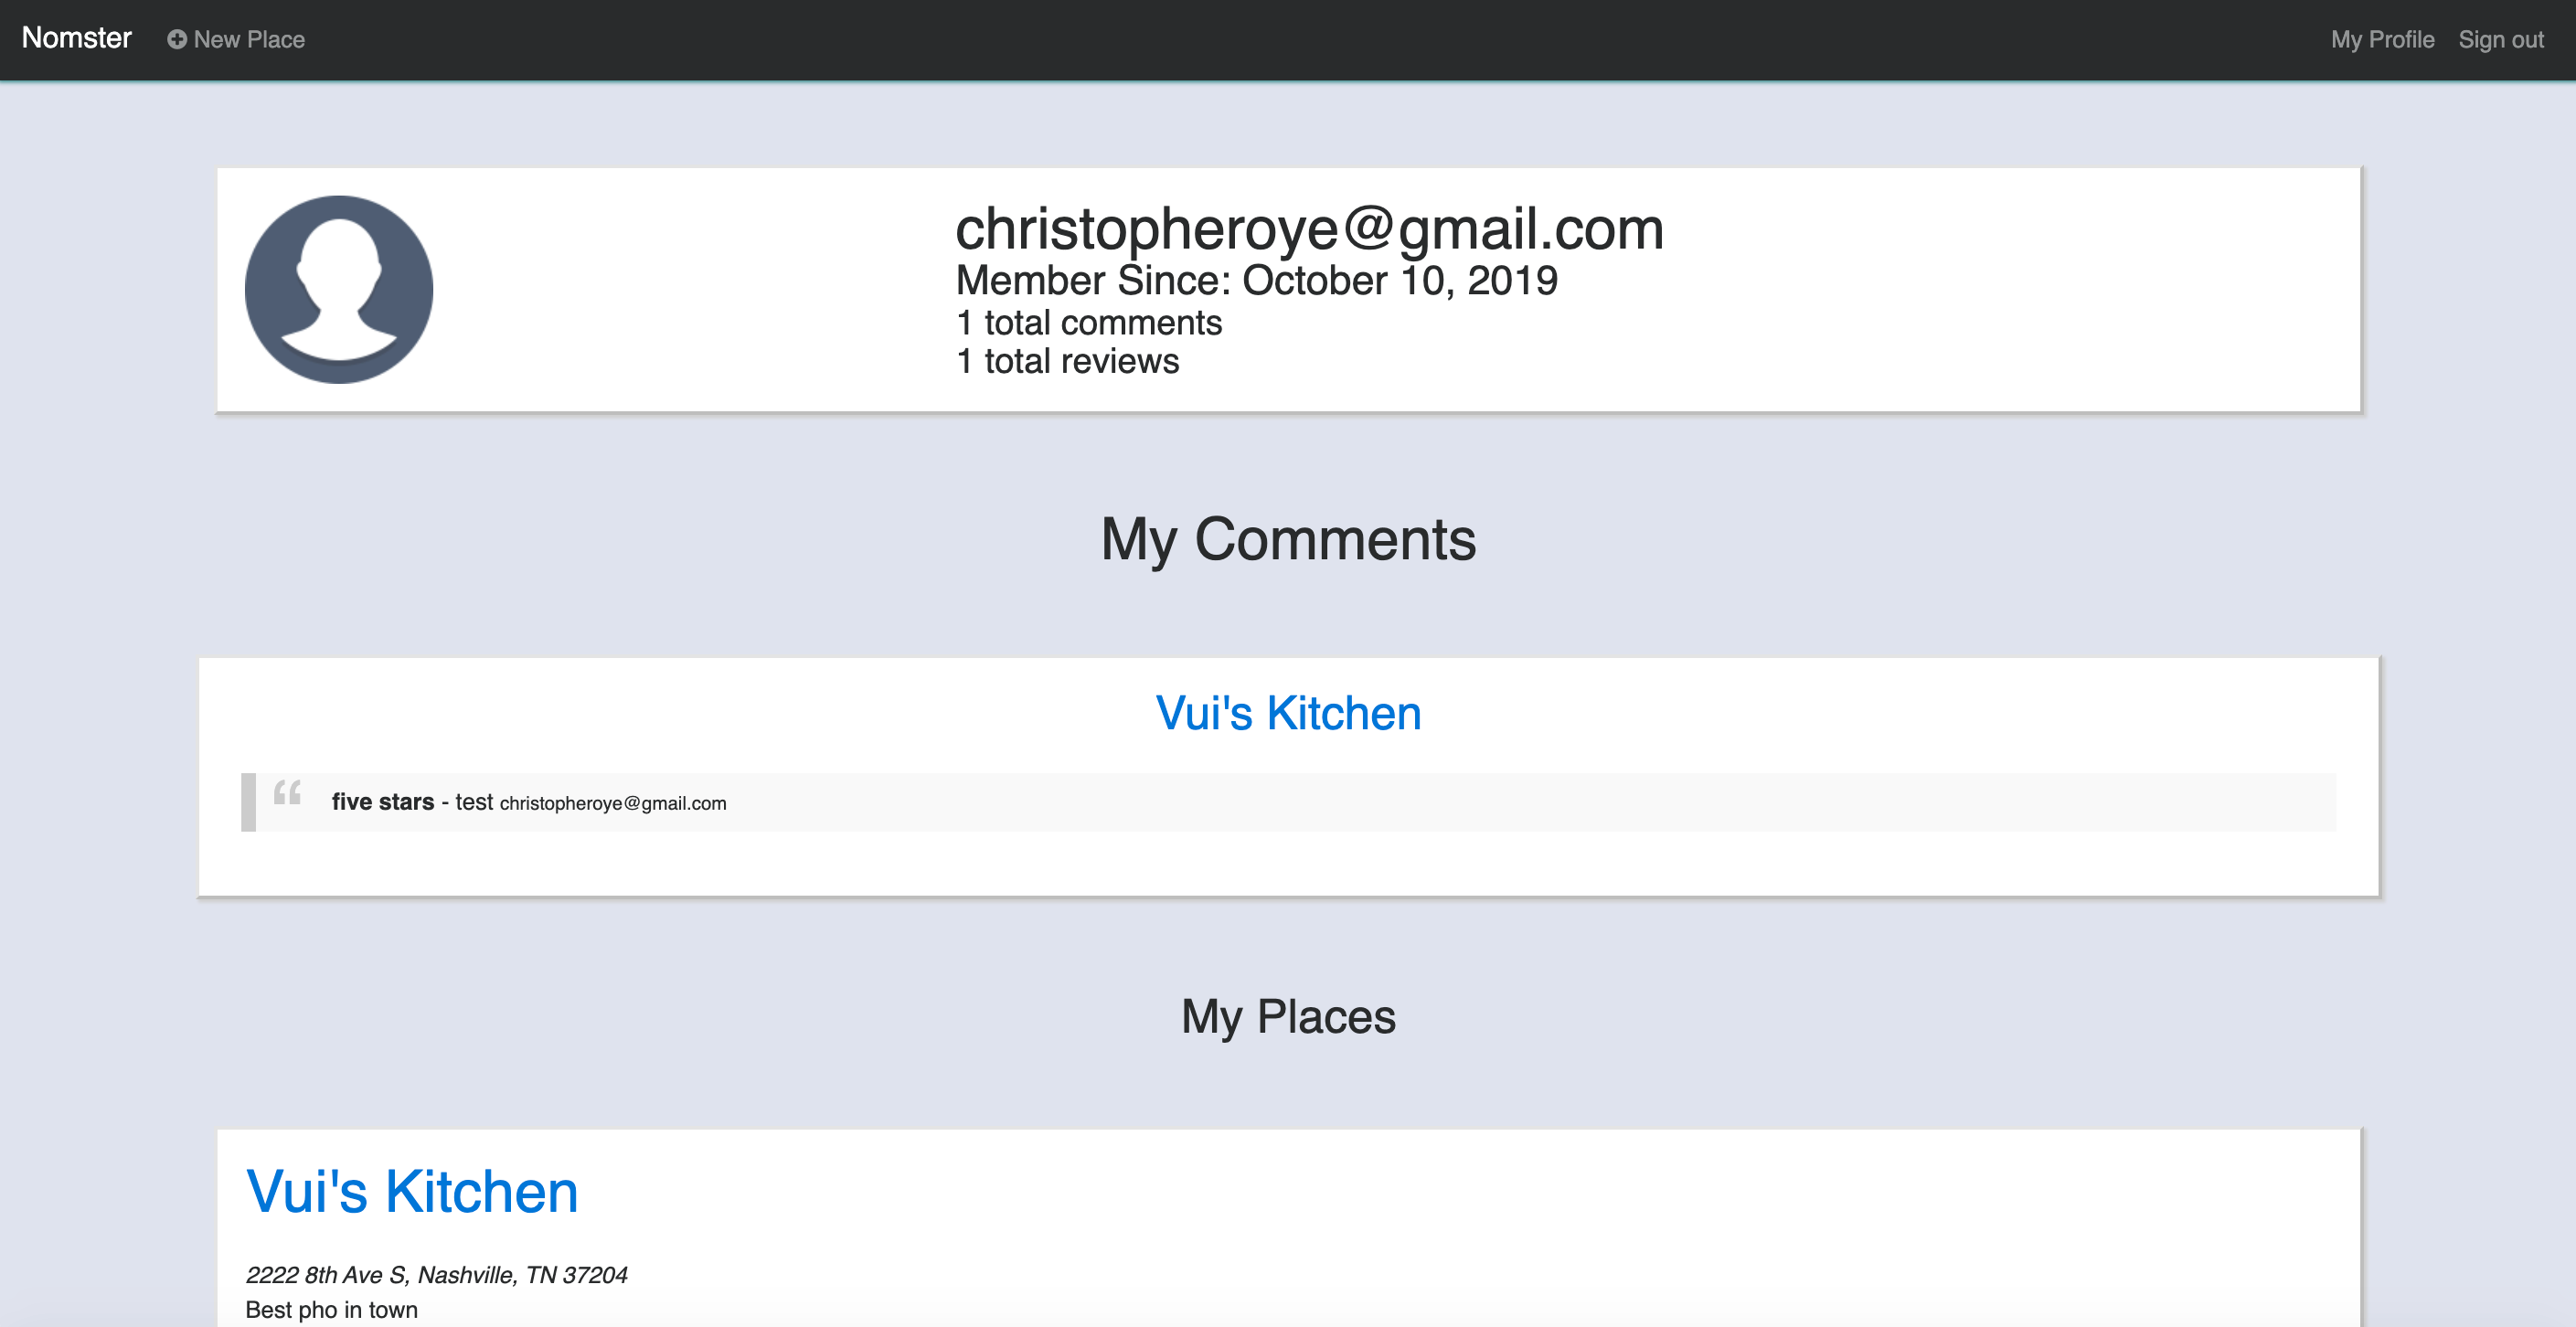 Nomster New Place My Profile Sign out
christopheroye@gmail.com
Member Since: October 10, 2019
1 total comments
1 total reviews
My Comments
Vui's Kitchen
“ five stars - test christopheroye@gmail.com
My Places
Vui's Kitchen
2222 8th Ave S, Nashville, TN 37204
Best pho in town